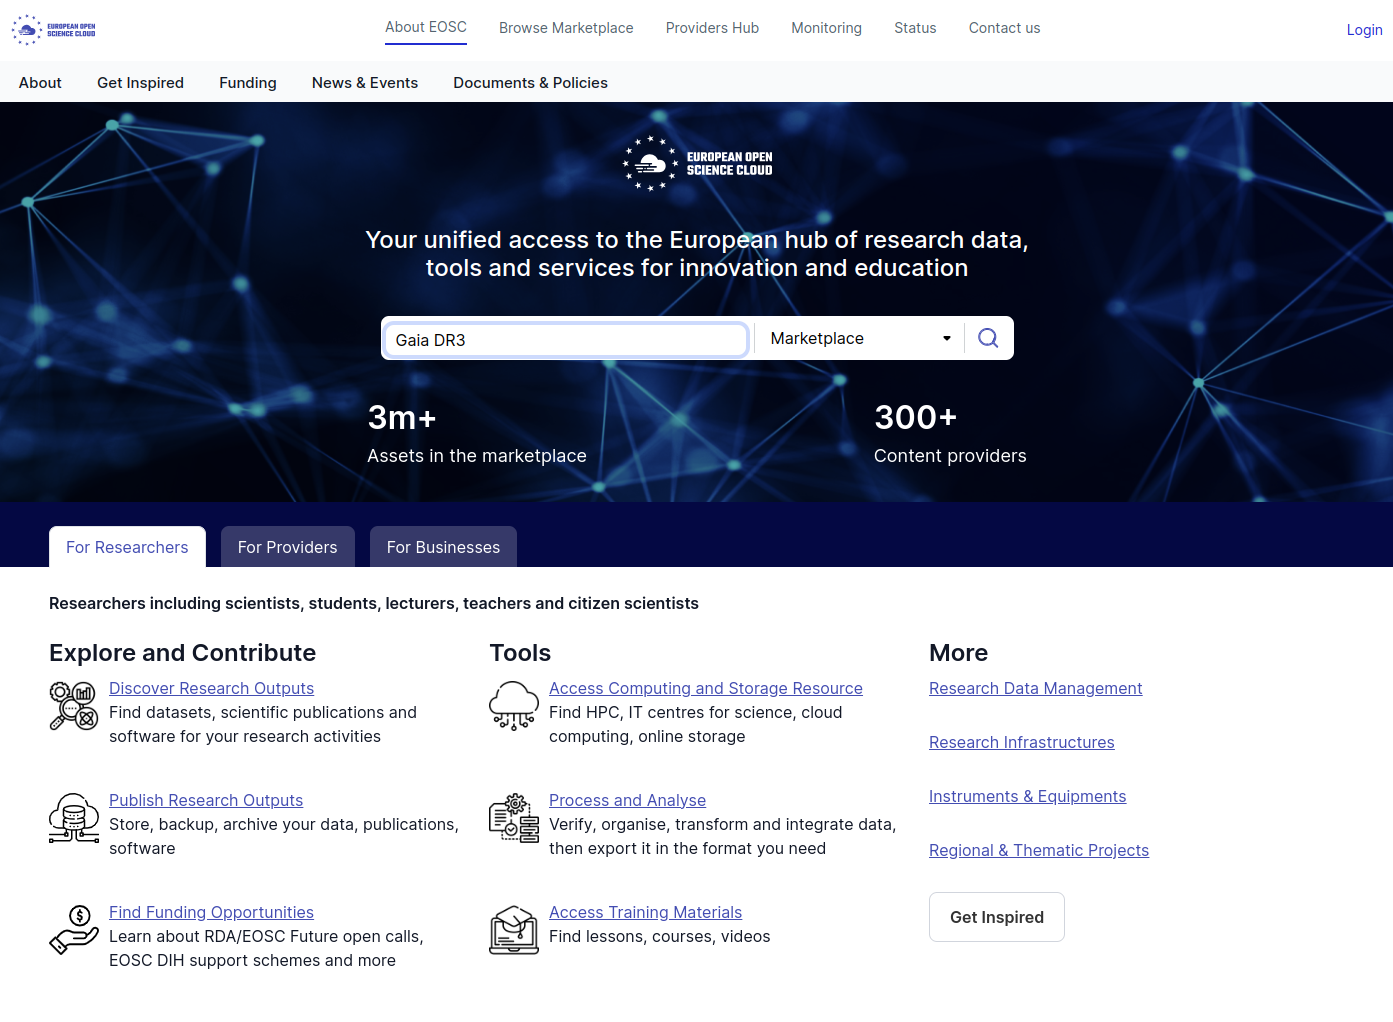 EUROPEAN OPEN
SCIENCE CLOUD
About EOSC
Browse Marketplace
Providers Hub
Monitoring
Status
Contact us
Login
About
Get Inspired
Funding
News & Events
Documents & Policies
EUROPEAN OPEN
SCIENCE CLOUD
Your unified access to the European hub of research data,
tools and services for innovation and education
Gaia DR3
Marketplace
3m+
Assets in the marketplace
300+
Content providers
For Researchers
For Providers
For Businesses
Researchers including scientists, students, lecturers, teachers and citizen scientists
Explore and Contribute
Discover Research Outputs
Find datasets, scientific publications and
software for your research activities
Publish Research Outputs
Store, backup, archive your data, publications,
software
Find Funding Opportunities
Learn about RDA/EOSC Future open calls,
EOSC DIH support schemes and more
Tools
Access Computing and Storage Resource
Find HPC, IT centres for science, cloud
computing, online storage
Process and Analyse
Verify, organise, transform and integrate data,
then export it in the format you need
Access Training Materials
Find lessons, courses, videos
More
Research Data Management
Research Infrastructures
Instruments & Equipments
Regional & Thematic Projects
Get Inspired